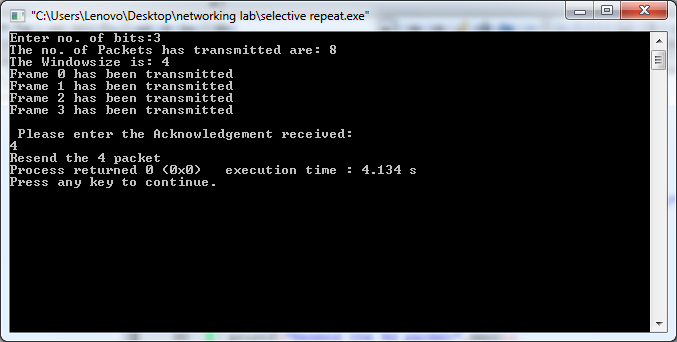 "C:\Users\Lenovo\Desktop\networking lab\selective repeat.exe"
Enter no. of bits:3
The no. of Packets has transmitted are: 8
The Windowsize is: 4
Frame 0 has been transmitted
Frame 1 has been transmitted
Frame 2 has been transmitted
Frame 3 has been transmitted
Please enter the Acknowledgement received:
4
Resend the 4 packet
Process returned 0 (0x0)   execution time : 4.134 s
Press any key to continue.